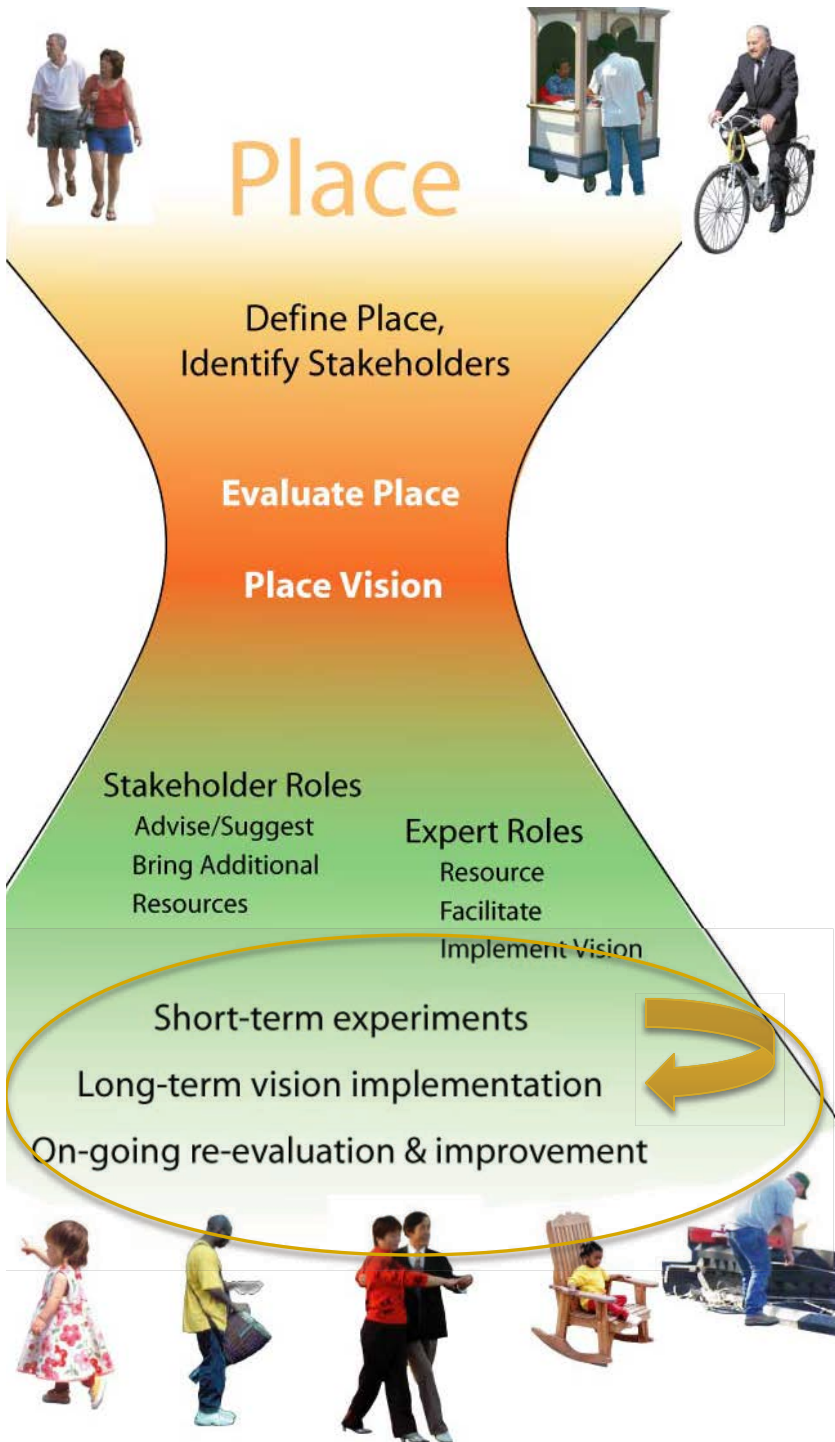 Place
Define Place,
Identify Stakeholders
Evaluate Place
Place Vision
Stakeholder Roles
Advise/Suggest
Bring Additional
Resources
Expert Roles
Resource
Facilitate
Implement Vision
Short-term experiments
Long-term vision implementation
On-going re-evaluation & improvement